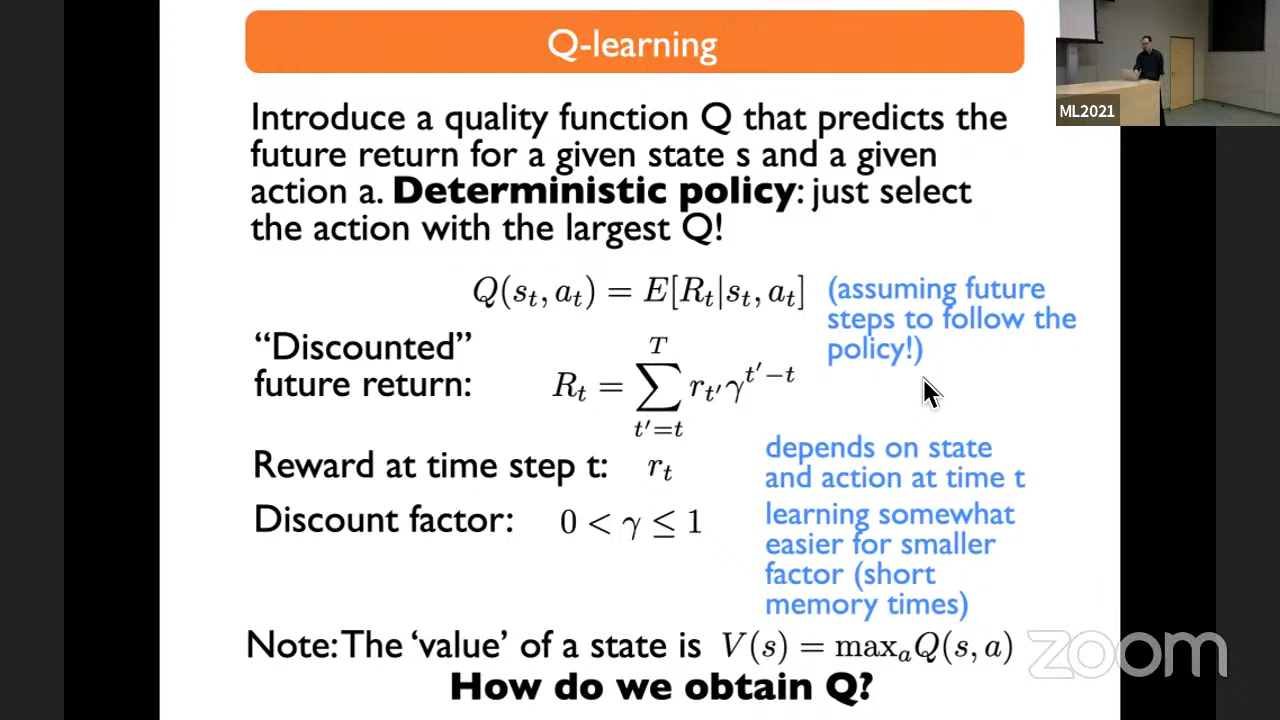 Q-learning
ML2021
Introduce a quality function Q that predicts the
future return for a given state s and a given
action a. Deterministic policy: just select
the action with the largest Q!
Q(s_t, a_t) = E[R_t|s_t, a_t]
(assuming future
steps to follow the
policy!)
“Discounted”
future return:
R_t = \sum_{t'=t}^{T} r_{t'} γ^{t'-t}
Reward at time step t: r_t
depends on state
and action at time t
Discount factor: 0 < γ ≤ 1
learning somewhat
easier for smaller
factor (short
memory times)
Note: The ‘value’ of a state is V(s) = max_a Q(s, a)
How do we obtain Q?
zoom